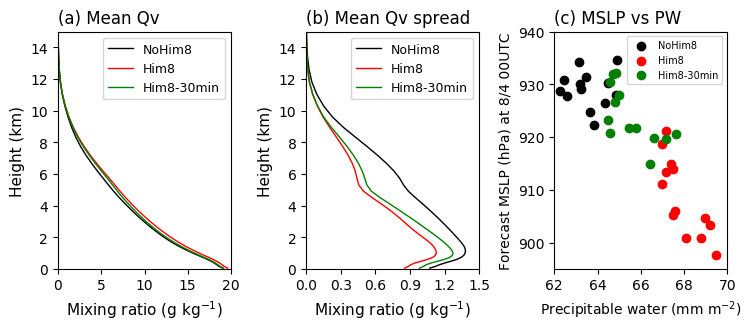 (a) Mean Qv
14
12
10
8
6
4
2
0
Height (km)
NoHim8
Him8
Him8-30min
0 5 10 15 20
Mixing ratio (g kg⁻¹)
(b) Mean Qv spread
14
12
10
8
6
4
2
0
Height (km)
NoHim8
Him8
Him8-30min
0.0 0.3 0.6 0.9 1.2 1.5
Mixing ratio (g kg⁻¹)
(c) MSLP vs PW
940
930
920
910
900
Forecast MSLP (hPa) at 8/4 00UTC
NoHim8
Him8
Him8-30min
62 64 66 68 70
Precipitable water (mm m⁻²)